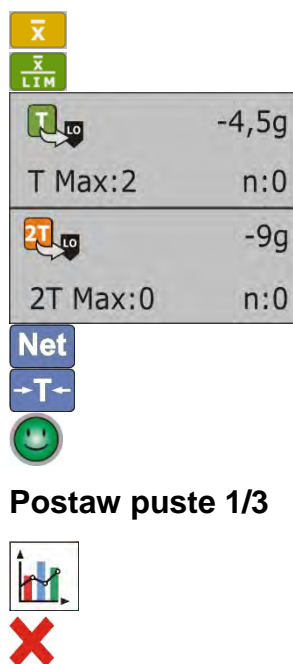 x̅
x̅
LIM
T LO -4,5g
T Max:2 n:0
2T LO -9g
2T Max:0 n:0
Net
→T←
Postaw puste 1/3